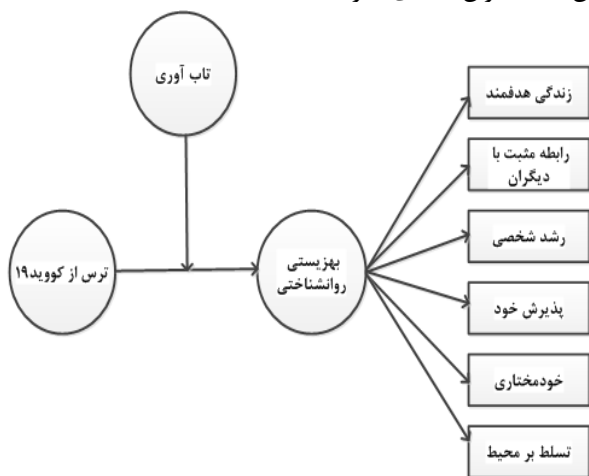 تاب آوری
زندگی هدفمند
رابطه مثبت با
دیگران
رشد شخصی
بهزیستی
روانشناختی
ترس از کووید۱۹
پذیرش خود
خودمختاری
تسلط بر محیط